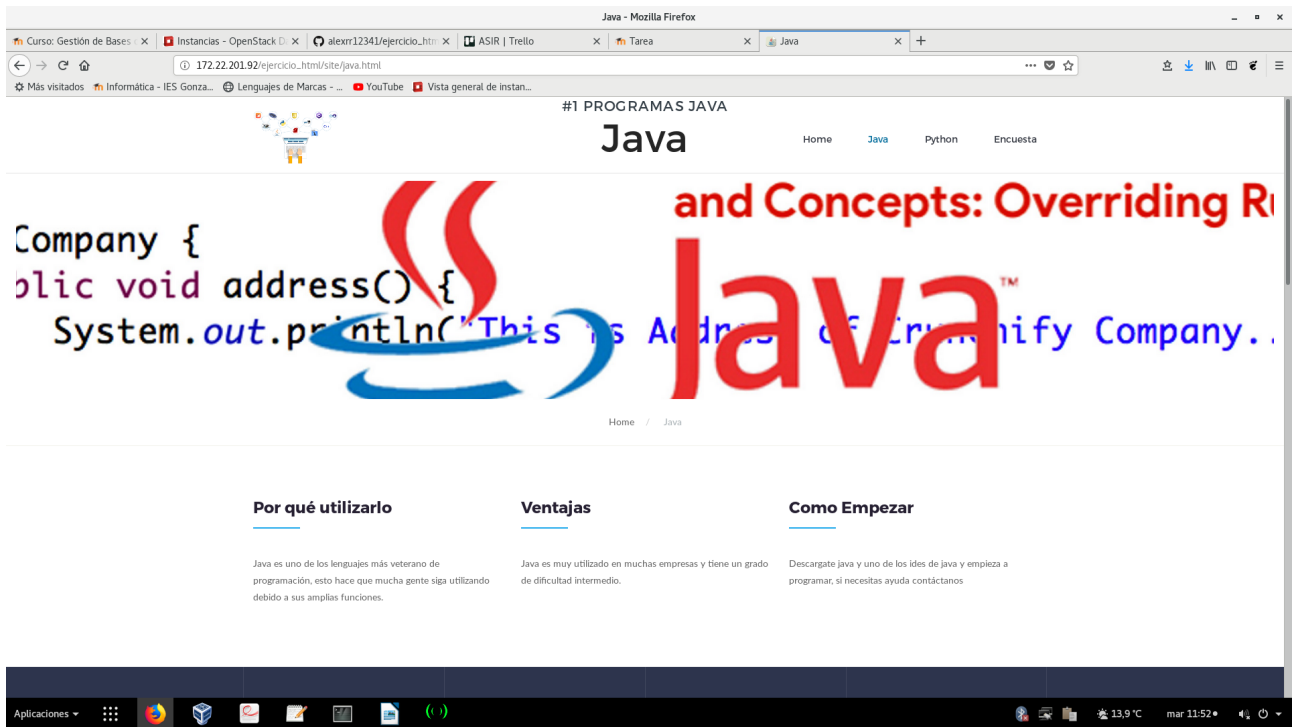 Java - Mozilla Firefox
Curso: Gestión de Bases
Instancias - OpenStack D
alexrr12341/ejercicio_htm
ASIR | Trello
Tarea
Java
172.22.201.92/ejercicio_html/site/java.html
Más visitados
Informática - IES Gonza...
Lenguajes de Marcas - ...
YouTube
Vista general de instan...
#1 PROGRAMAS JAVA
Java
Home
Java
Python
Encuesta
and Concepts: Overriding Ru
Company {
blic void address() {
System.out.println("This is Address of Crunchify Company..
Java™
Home / Java
Por qué utilizarlo
Java es uno de los lenguajes más veterano de
programación, esto hace que mucha gente siga utilizando
debido a sus amplias funciones.
Ventajas
Java es muy utilizado en muchas empresas y tiene un grado
de dificultad intermedio.
Como Empezar
Descargate java y uno de los ides de java y empieza a
programar, si necesitas ayuda contáctanos
Aplicaciones
13,9 °C
mar 11:52